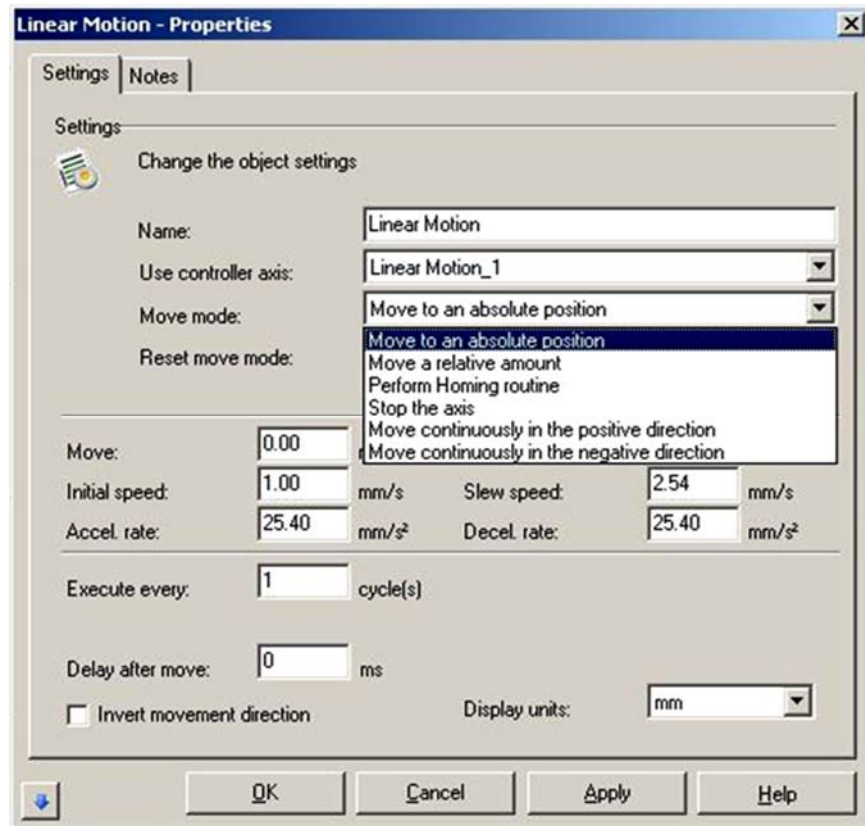 Linear Motion - Properties
Settings
Notes
Settings
Change the object settings
Name:
Linear Motion
Use controller axis:
Linear Motion_1
Move mode:
Move to an absolute position
Reset move mode:
Move to an absolute position
Move a relative amount
Perform Homing routine
Stop the axis
Move continuously in the positive direction
Move continuously in the negative direction
Move:
0.00
Initial speed:
1.00
mm/s
Slew speed:
2.54
mm/s
Accel. rate:
25.40
mm/s²
Decel. rate:
25.40
mm/s²
Execute every:
1
cycle(s)
Delay after move:
0
ms
Invert movement direction
Display units:
mm
OK
Cancel
Apply
Help